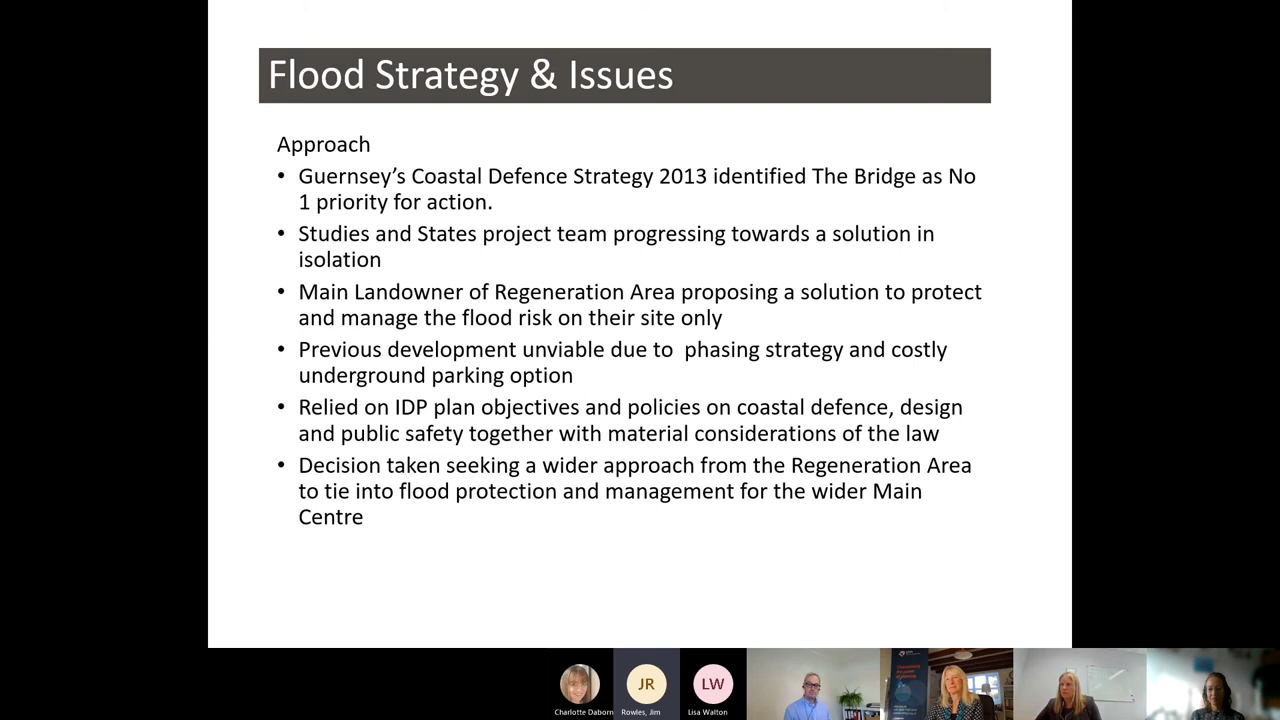 Flood Strategy & Issues
Approach
• Guernsey's Coastal Defence Strategy 2013 identified The Bridge as No
1 priority for action.
• Studies and States project team progressing towards a solution in
isolation
• Main Landowner of Regeneration Area proposing a solution to protect
and manage the flood risk on their site only
• Previous development unviable due to  phasing strategy and costly
underground parking option
• Relied on IDP plan objectives and policies on coastal defence, design
and public safety together with material considerations of the law
• Decision taken seeking a wider approach from the Regeneration Area
to tie into flood protection and management for the wider Main
Centre
JR
LW
Charlotte Daborn
Rowles, Jim
Lisa Walton